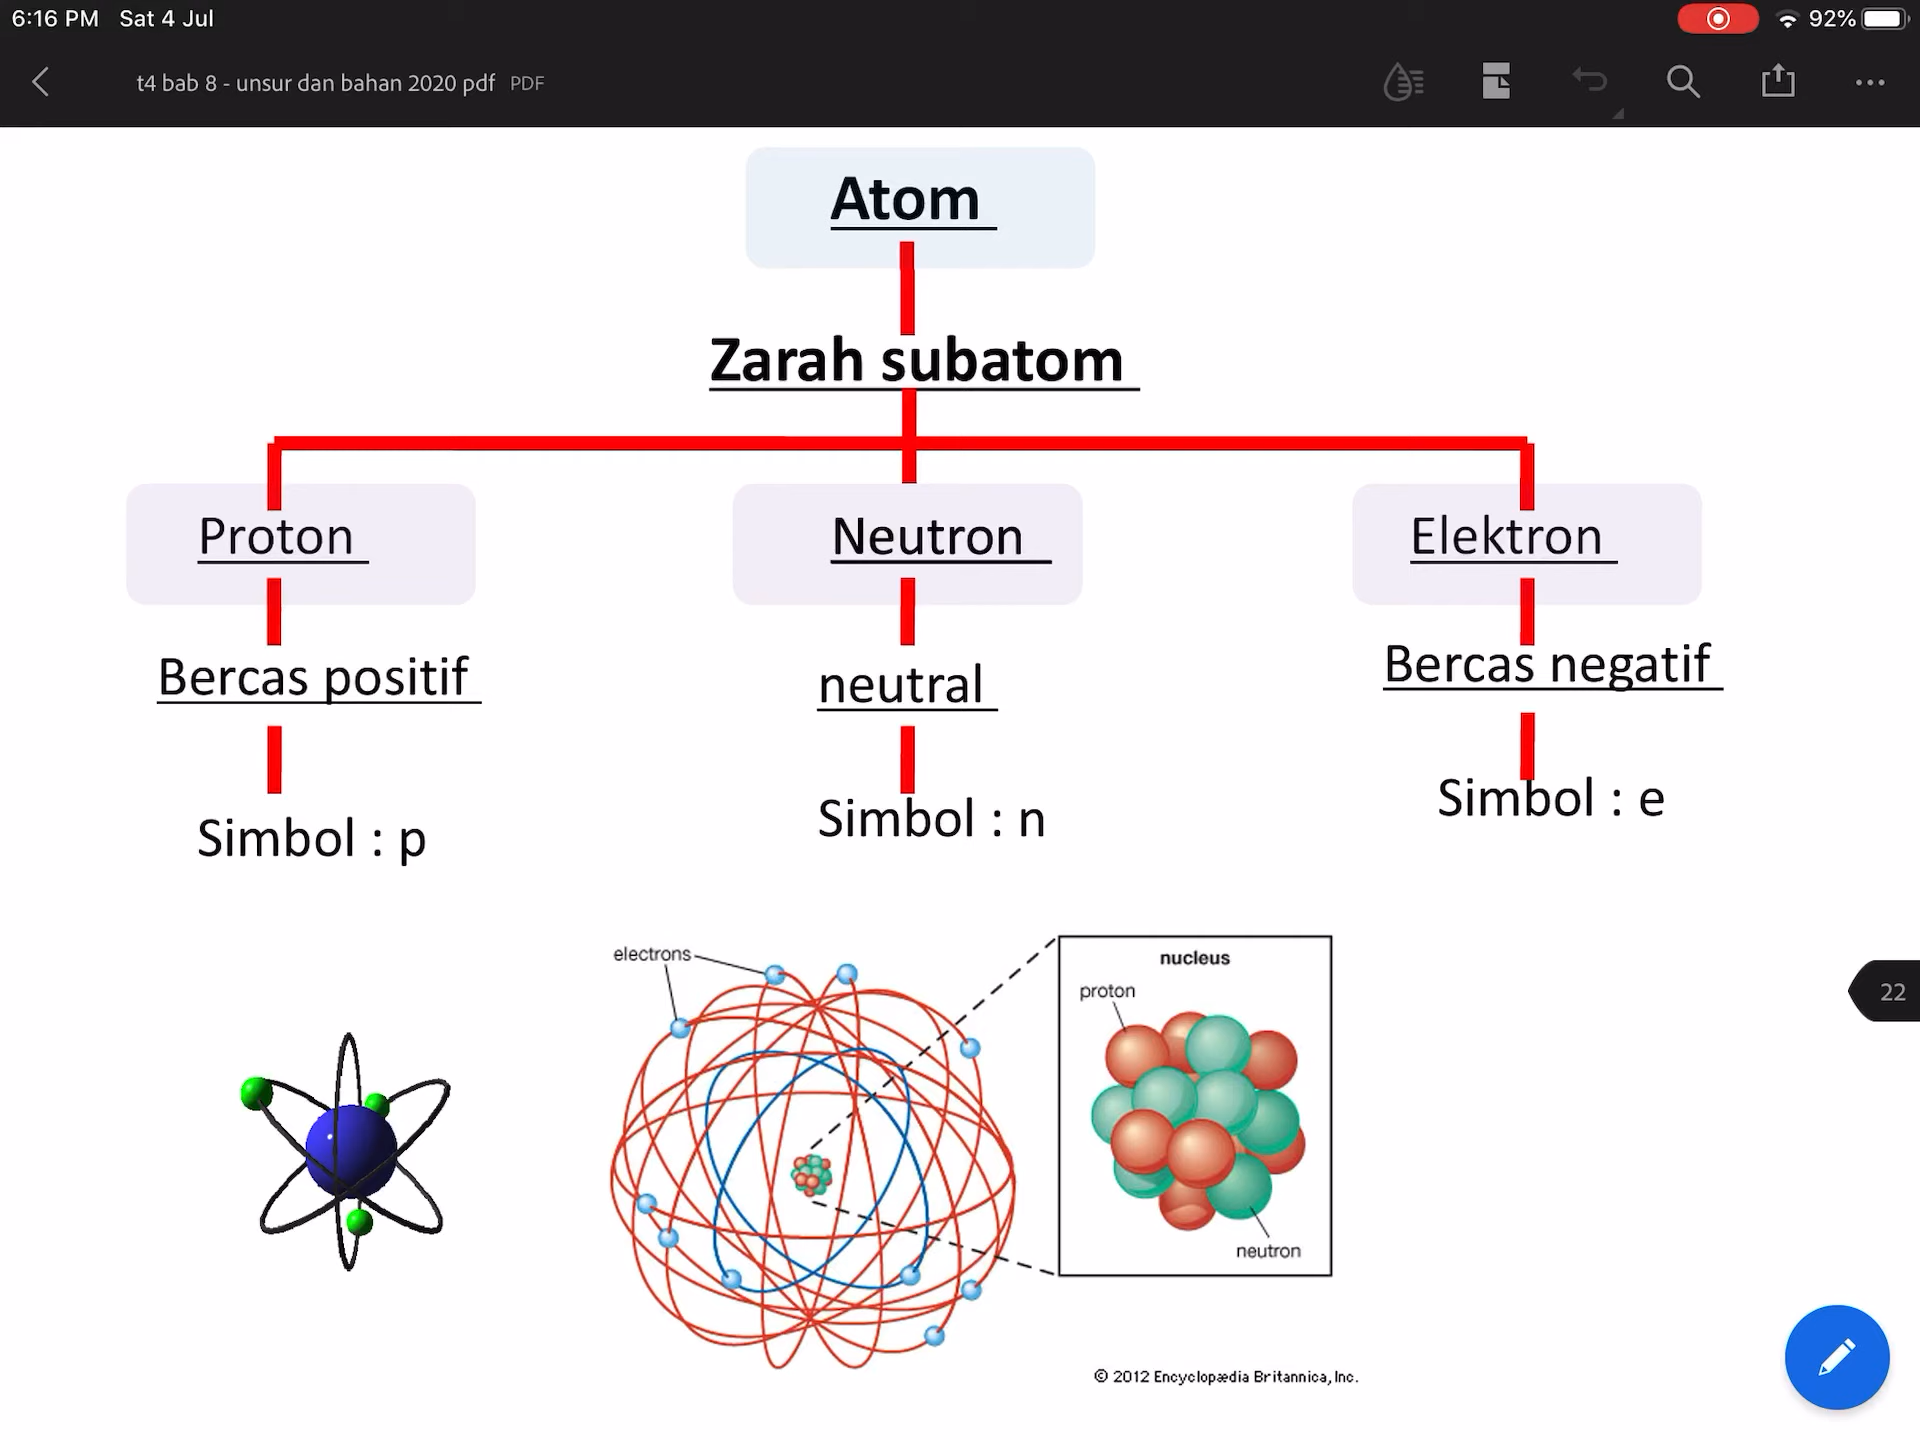 6:16 PM Sat 4 Jul
92%
t4 bab 8 - unsur dan bahan 2020 pdf PDF
Atom
Zarah subatom
Proton
Neutron
Elektron
Bercas positif
neutral
Bercas negatif
Simbol : p
Simbol : n
Simbol : e
electrons
nucleus
proton
neutron
22
© 2012 Encyclopædia Britannica, Inc.